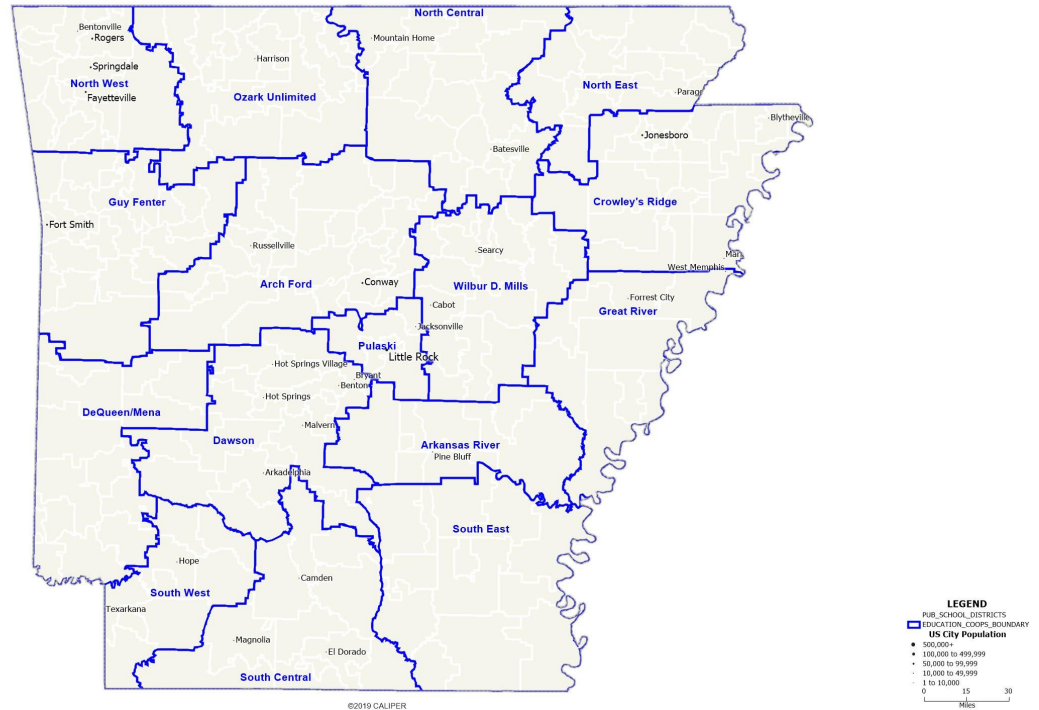 North Central
Bentonville
Rogers
Mountain Home
Harrison
Springdale
North West
Fayetteville
Ozark Unlimited
North East
Parag
Blytheville
Jonesboro
Batesville
Guy Fenter
Crowley's Ridge
Fort Smith
Russellville
Searcy
Mari
West Memphis
Arch Ford
Conway
Wilbur D. Mills
Forrest City
Cabot
Great River
Jacksonville
Pulaski
Little Rock
Hot Springs Village
Bryant
Benton
Hot Springs
DeQueen/Mena
Malvern
Dawson
Arkansas River
Pine Bluff
Arkadelphia
South East
Hope
Camden
South West
Texarkana
Magnolia
El Dorado
South Central
LEGEND
PUB_SCHOOL_DISTRICTS
EDUCATION_COOPS_BOUNDARY
US City Population
500,000+
100,000 to 499,999
50,000 to 99,999
10,000 to 49,999
1 to 10,000
0 15 30
Miles
©2019 CALIPER